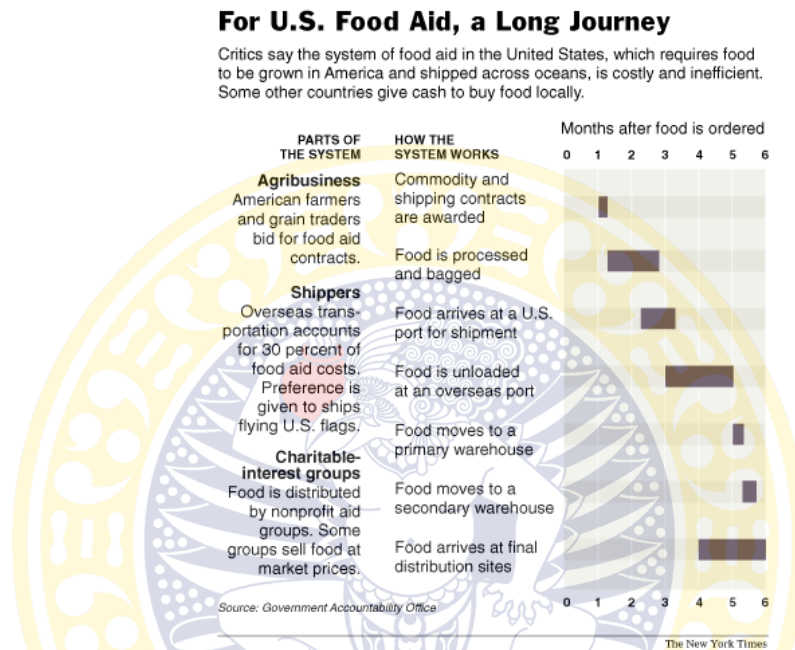 For U.S. Food Aid, a Long Journey
Critics say the system of food aid in the United States, which requires food
to be grown in America and shipped across oceans, is costly and inefficient.
Some other countries give cash to buy food locally.
Months after food is ordered
PARTS OF
THE SYSTEM
HOW THE
SYSTEM WORKS
0 1 2 3 4 5 6
Agribusiness
American farmers
and grain traders
bid for food aid
contracts.
Commodity and
shipping contracts
are awarded
Food is processed
and bagged
Shippers
Overseas trans-
portation accounts
for 30 percent of
food aid costs.
Preference is
given to ships
flying U.S. flags.
Food arrives at a U.S.
port for shipment
Food is unloaded
at an overseas port
Food moves to a
primary warehouse
Charitable-
interest groups
Food is distributed
by nonprofit aid
groups. Some
groups sell food at
market prices.
Food moves to a
secondary warehouse
Food arrives at final
distribution sites
0 1 2 3 4 5 6
Source: Government Accountability Office
The New York Times